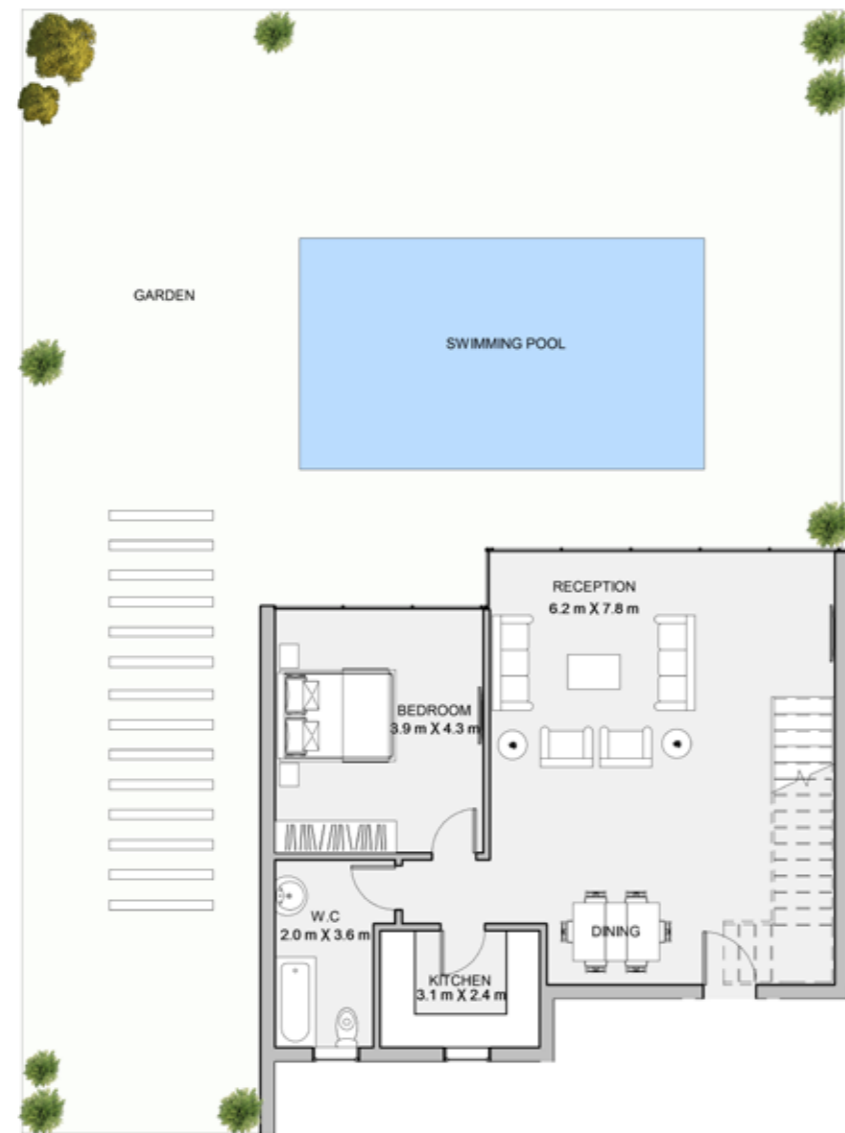 GARDEN
SWIMMING POOL
RECEPTION
6.2 m X 7.8 m
BEDROOM
3.9 m X 4.3 m
W.C
2.0 m X 3.6 m
DINING
KITCHEN
3.1 m X 2.4 m